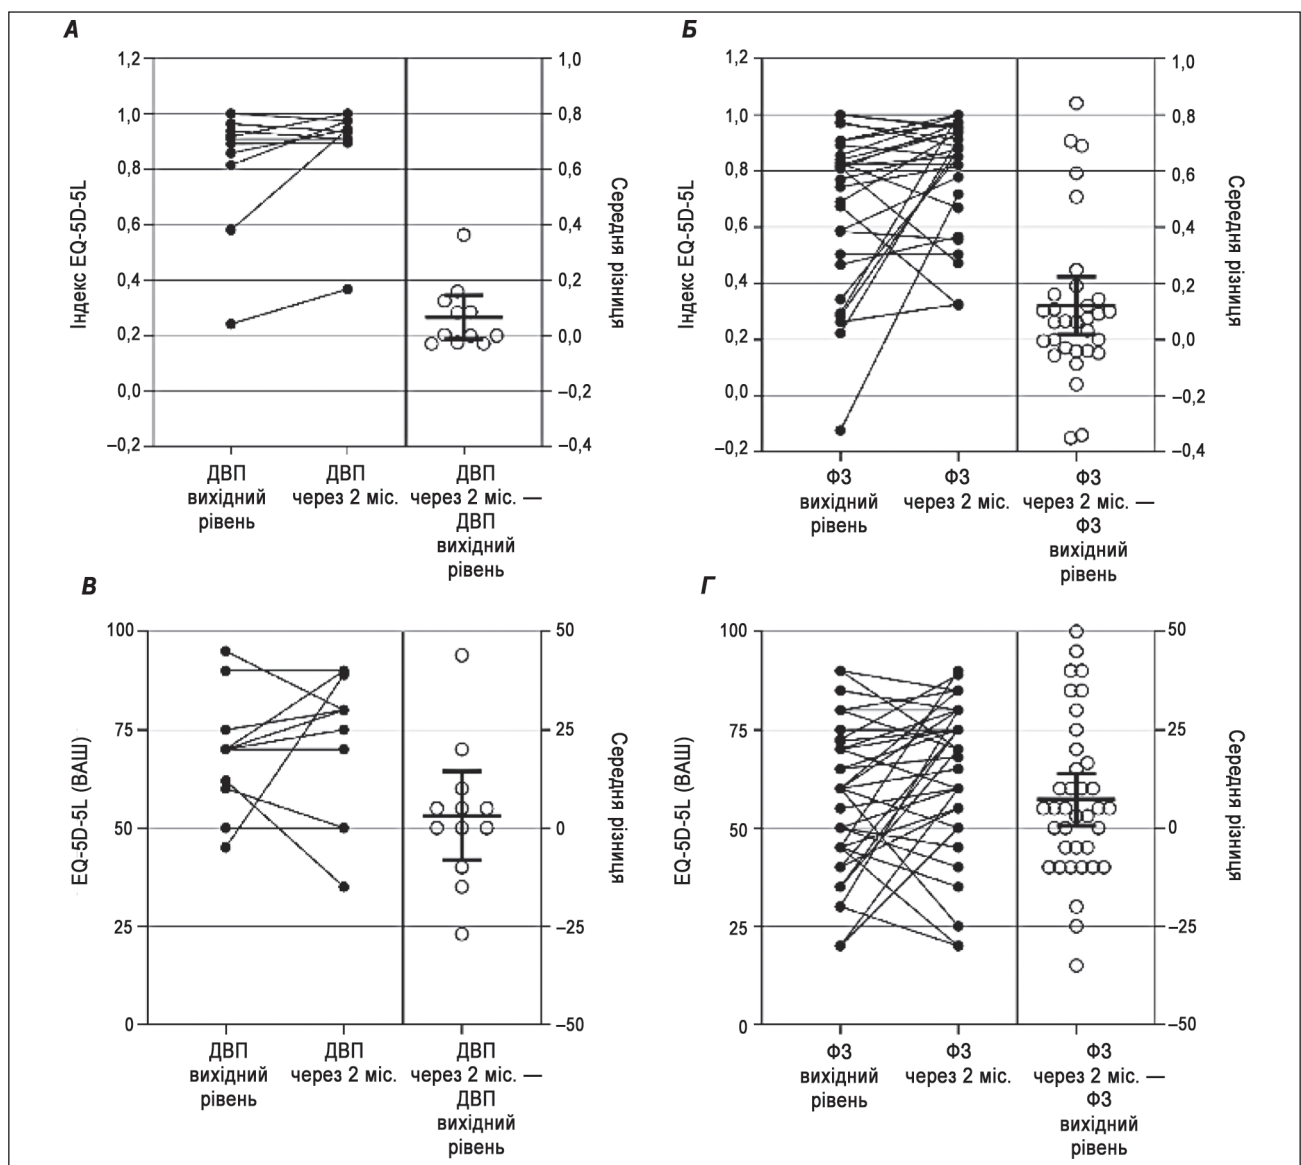 А
1,2
1,0
0,8
0,6
0,4
0,2
0,0
–0,2
Індекс EQ-5D-5L
1,0
0,8
0,6
0,4
0,2
0,0
–0,2
–0,4
Середня різниця
ДВП
вихідний
рівень
ДВП
через 2 міс.
ДВП
через 2 міс. —
ДВП
вихідний
рівень
Б
1,2
1,0
0,8
0,6
0,4
0,2
0,0
–0,2
Індекс EQ-5D-5L
1,0
0,8
0,6
0,4
0,2
0,0
–0,2
–0,4
Середня різниця
ФЗ
вихідний
рівень
ФЗ
через 2 міс.
ФЗ
через 2 міс. —
ФЗ
вихідний
рівень
В
100
75
50
25
0
EQ-5D-5L (ВАШ)
50
25
0
–25
–50
Середня різниця
ДВП
вихідний
рівень
ДВП
через 2 міс.
ДВП
через 2 міс. —
ДВП
вихідний
рівень
Г
100
75
50
25
0
EQ-5D-5L (ВАШ)
50
25
0
–25
–50
Середня різниця
ФЗ
вихідний
рівень
ФЗ
через 2 міс.
ФЗ
через 2 міс. —
ФЗ
вихідний
рівень